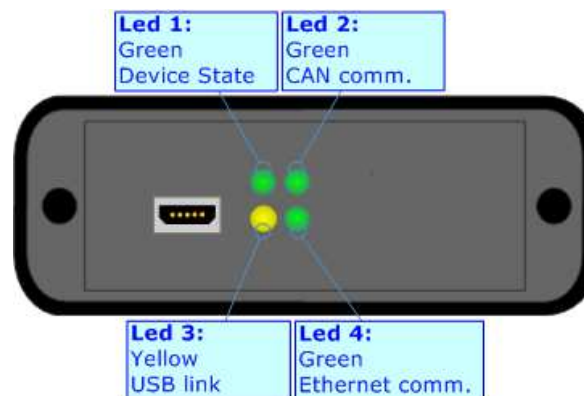 Led 1:
Green
Device State
Led 2:
Green
CAN comm.
Led 3:
Yellow
USB link
Led 4:
Green
Ethernet comm.